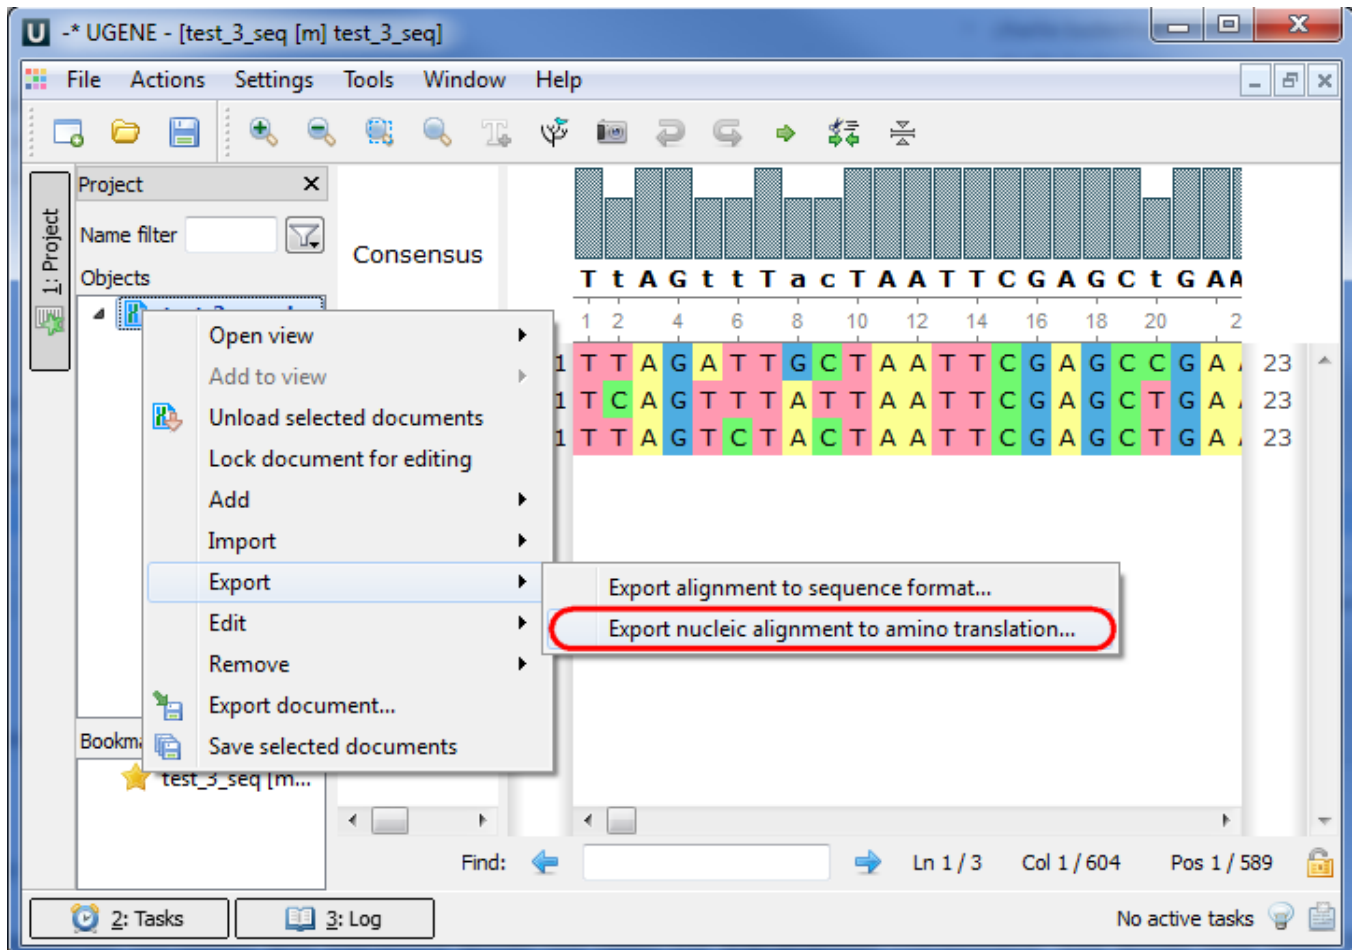 U -* UGENE - [test_3_seq [m] test_3_seq]
File Actions Settings Tools Window Help
1: Project
Project
Name filter
Objects
Consensus
T t A G t t T a c T A A T T C G A G C t G A A
1 2 4 6 8 10 12 14 16 18 20 2
1 T T A G A T T G C T A A T T C G A G C C G A 23
1 T C A G T T T A T T A A T T C G A G C T G A 23
1 T T A G T C T A C T A A T T C G A G C T G A 23
Open view
Add to view
Unload selected documents
Lock document for editing
Add
Import
Export
Edit
Remove
Export document...
Save selected documents
Export alignment to sequence format...
Export nucleic alignment to amino translation...
Bookm
test_3_seq [m...
Find:
Ln 1 / 3 Col 1 / 604 Pos 1 / 589
2: Tasks
3: Log
No active tasks